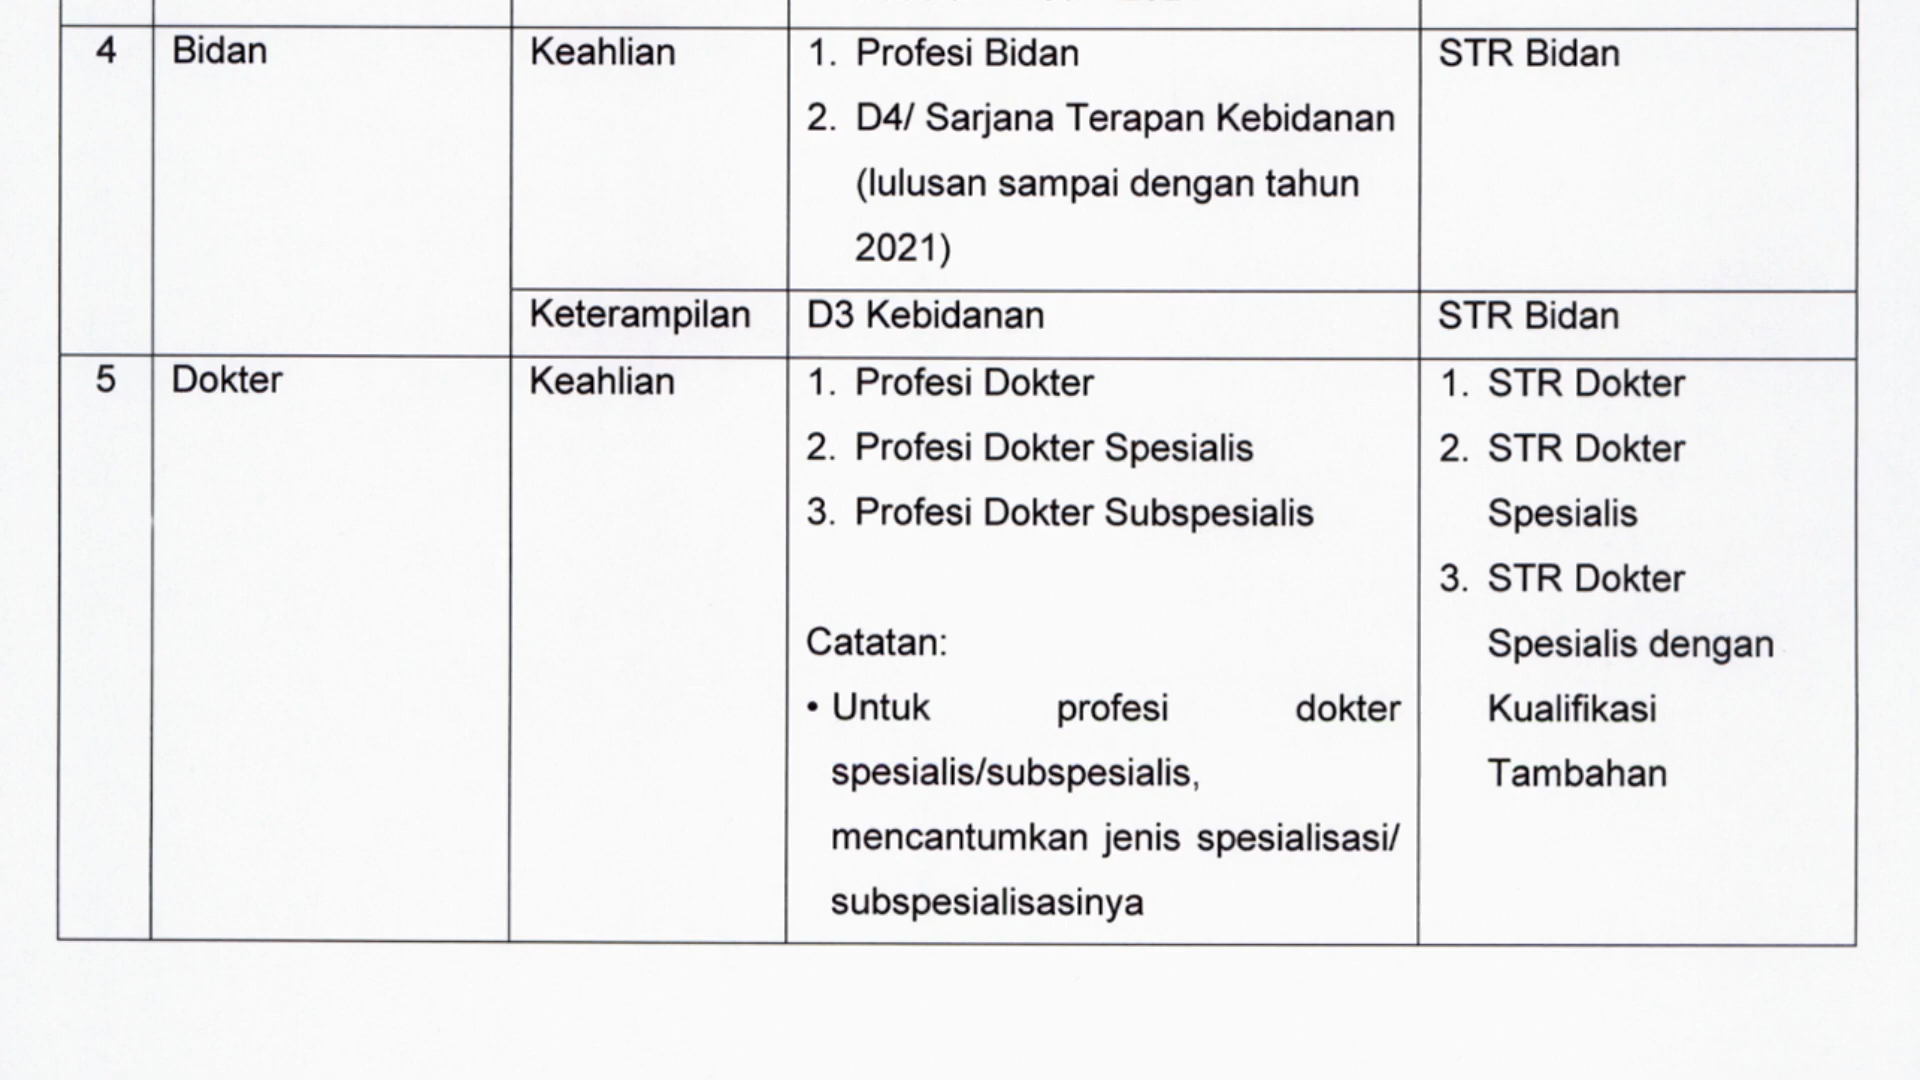 4 Bidan Keahlian 1. Profesi Bidan STR Bidan
2. D4/ Sarjana Terapan Kebidanan
(lulusan sampai dengan tahun
2021)
Keterampilan D3 Kebidanan STR Bidan
5 Dokter Keahlian 1. Profesi Dokter 1. STR Dokter
2. Profesi Dokter Spesialis 2. STR Dokter
3. Profesi Dokter Subspesialis Spesialis
3. STR Dokter
Catatan: Spesialis dengan
• Untuk profesi dokter Kualifikasi
spesialis/subspesialis, Tambahan
mencantumkan jenis spesialisasi/
subspesialisasinya